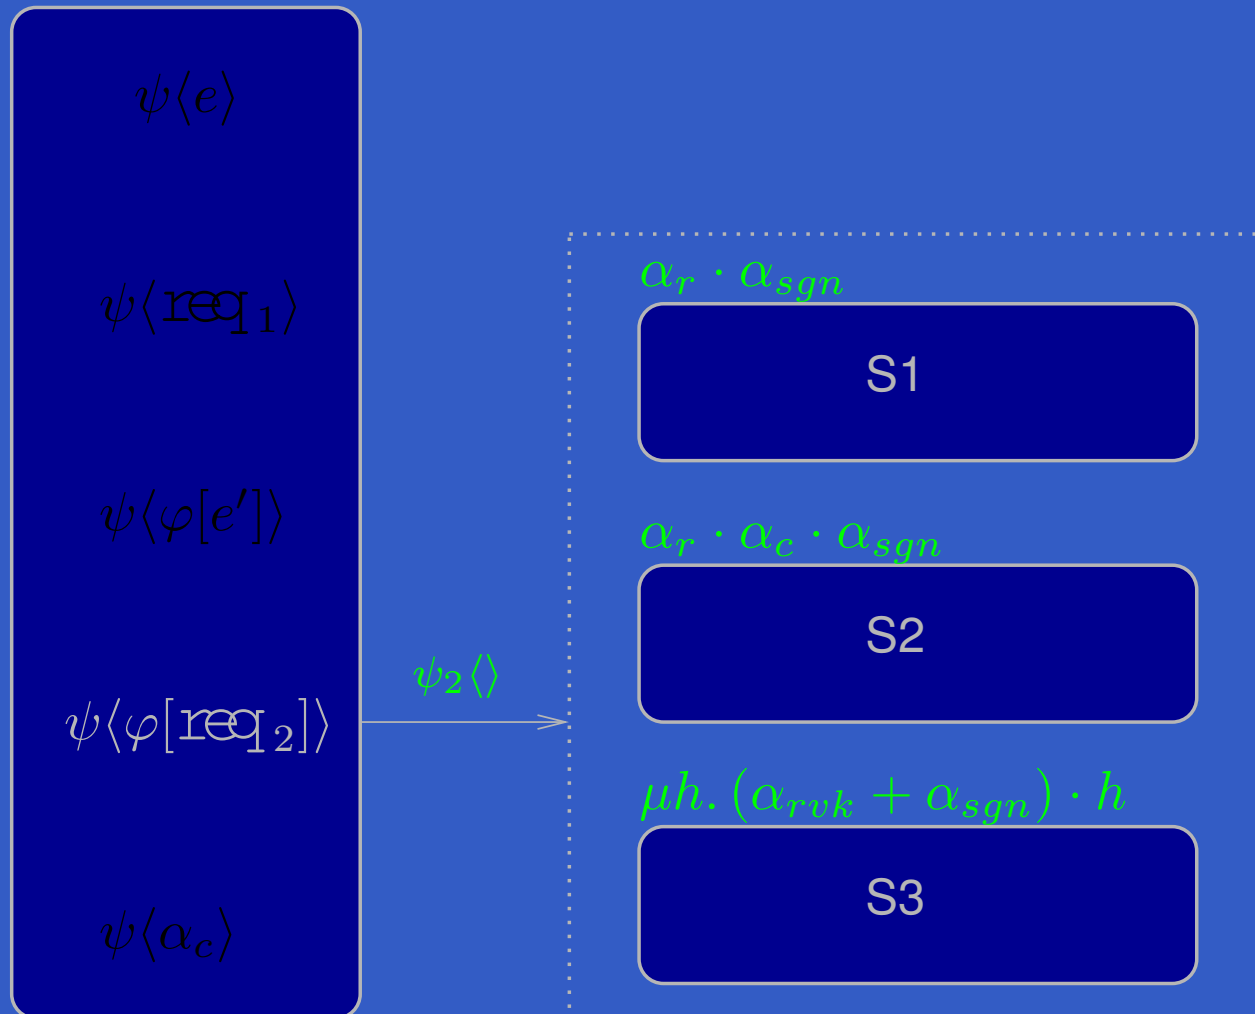 ψ⟨e⟩
ψ⟨req₁⟩
ψ⟨φ[e′]⟩
ψ⟨φ[req₂]⟩
ψ⟨α_c⟩
ψ₂⟨⟩
α_r · α_sgn
S1
α_r · α_c · α_sgn
S2
μh. (α_rvk + α_sgn) · h
S3